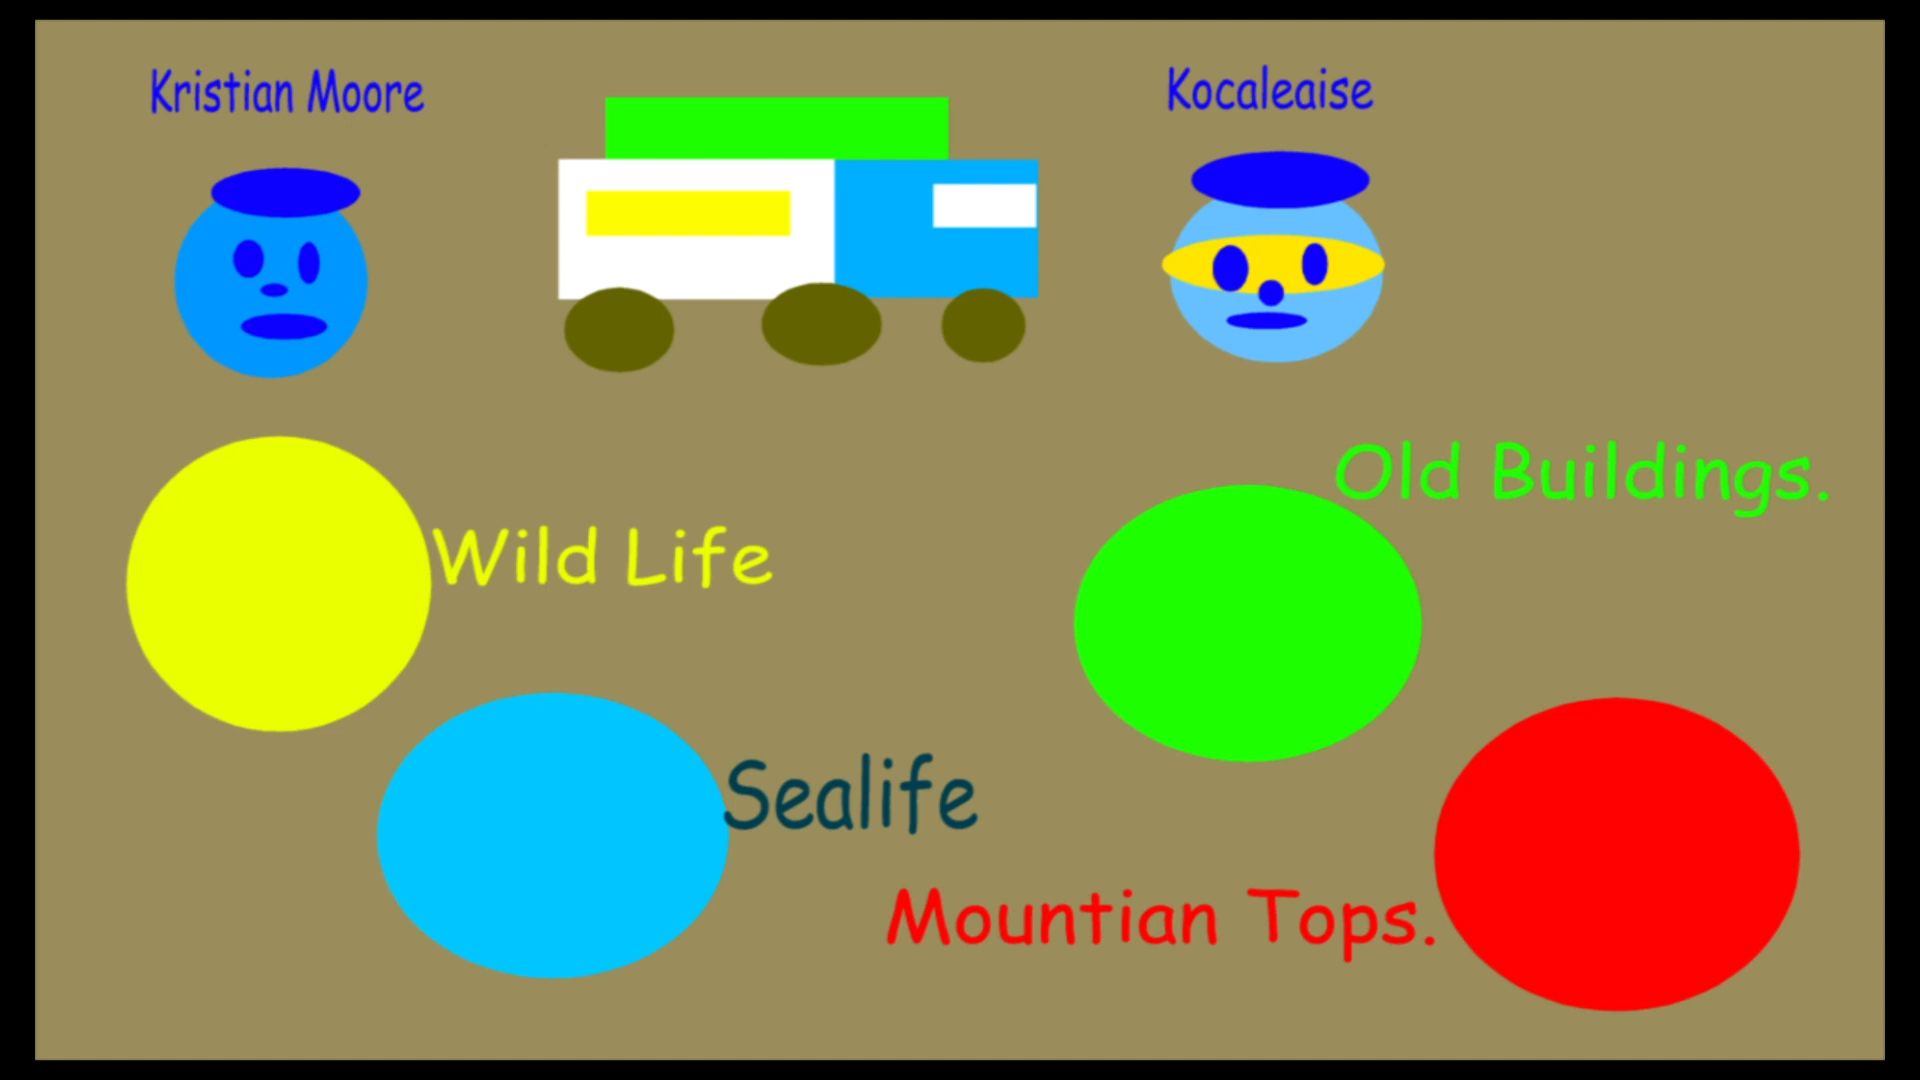 Kristian Moore
Kocaleaise
Old Buildings.
Wild Life
Sealife
Mountian Tops.